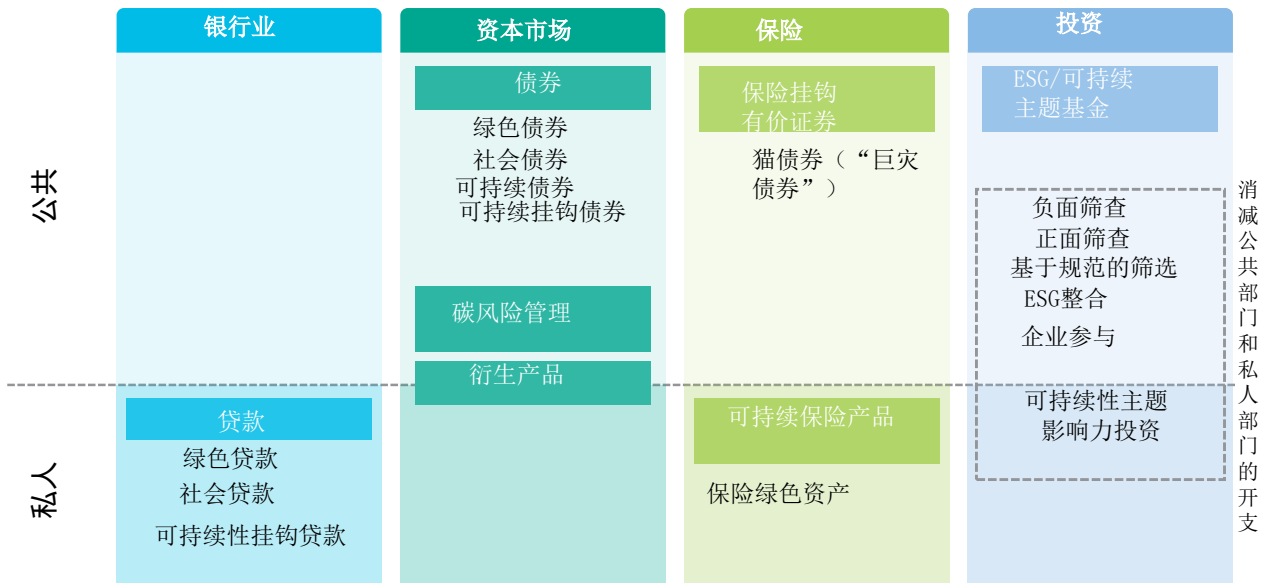 银行业
资本市场
保险
投资
公共
债券
绿色债券
社会债券
可持续债券
可持续挂钩债券
碳风险管理
衍生产品
保险挂钩
有价证券
猫债券（“巨灾
债券”）
ESG/可持续
主题基金
负面筛查
正面筛查
基于规范的筛选
ESG整合
企业参与
可持续性主题
影响力投资
消减公共部门和私人部门的开支
私人
贷款
绿色贷款
社会贷款
可持续性挂钩贷款
可持续保险产品
保险绿色资产